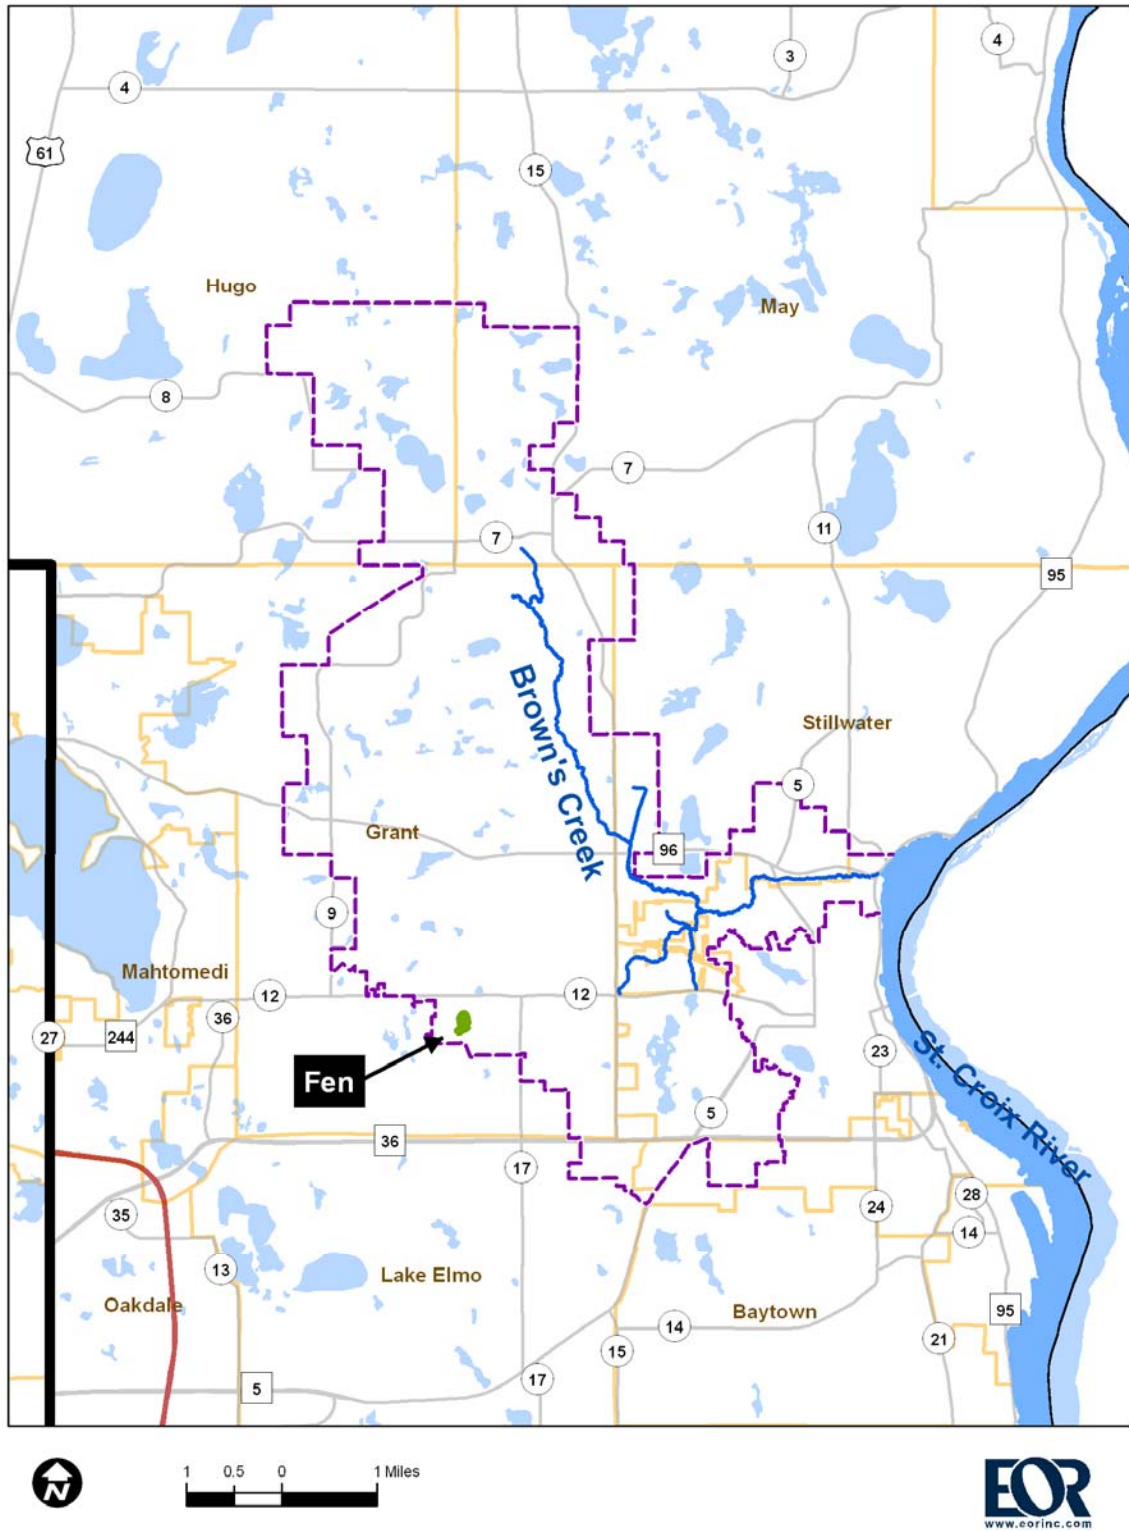 4
3
4
61
15
Hugo
May
8
7
11
7
95
Brown's Creek
Stillwater
5
Grant
96
9
Mahtomedi
12
12
36
27
244
23
Fen
St. Croix River
5
36
17
28
24
35
14
13
Lake Elmo
Oakdale
95
Baytown
14
21
15
17
5
N
1 0.5 0 1 Miles
EOR
www.eorinc.com